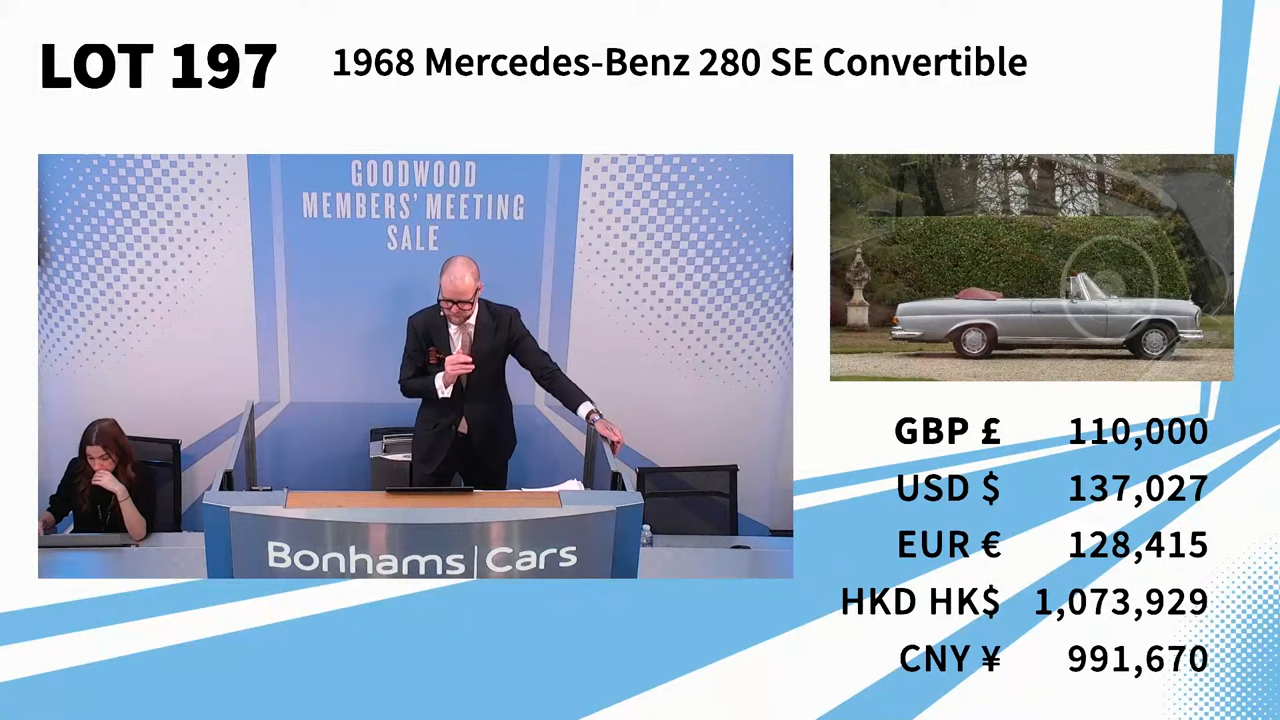 LOT 197
1968 Mercedes-Benz 280 SE Convertible
GOODWOOD
MEMBERS' MEETING
SALE
Bonhams|Cars
GBP £ 110,000
USD $ 137,027
EUR € 128,415
HKD HK$ 1,073,929
CNY ¥ 991,670